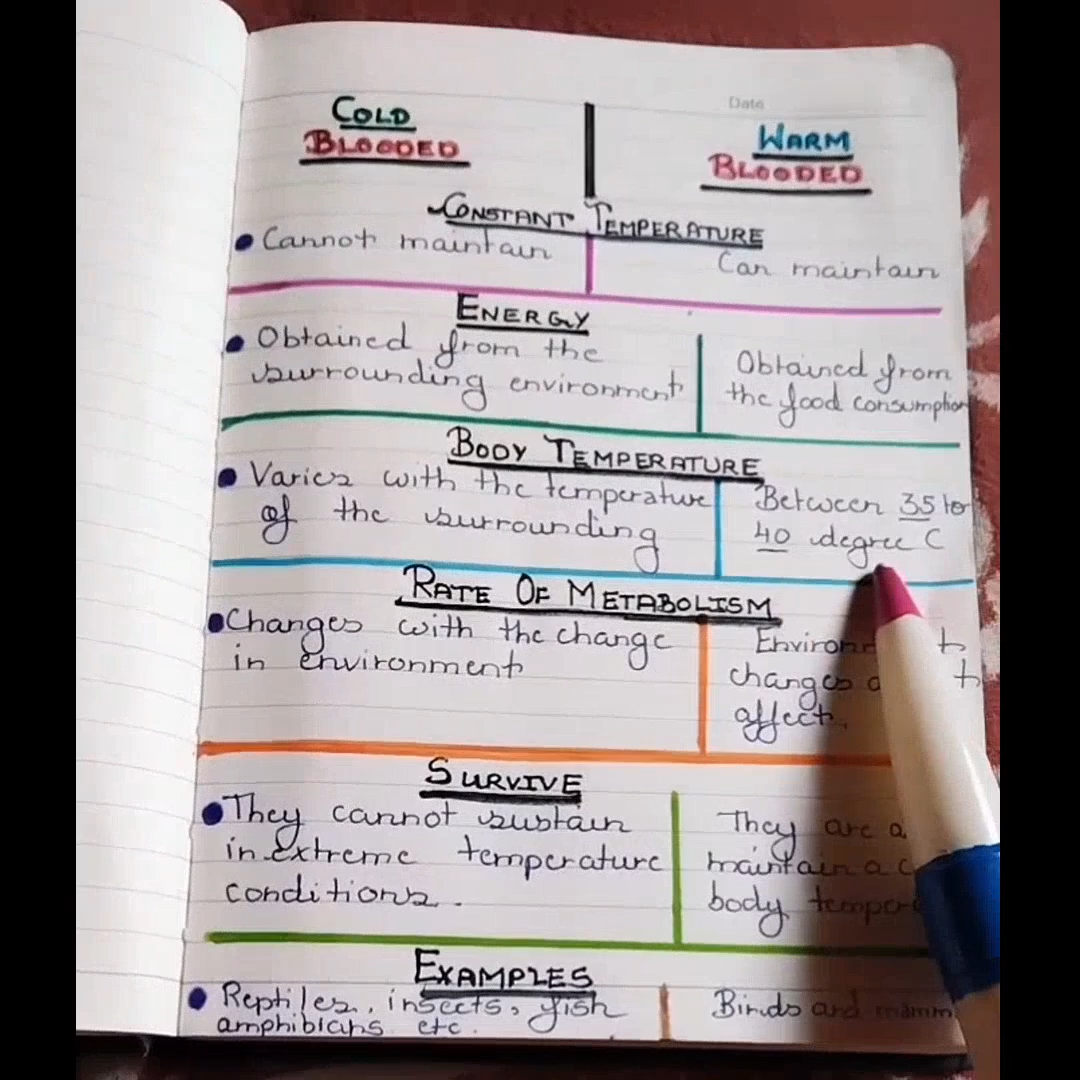 Date
COLD
BLOODED
WARM
BLOODED
CONSTANT TEMPERATURE
Cannot maintain
Can maintain
ENERGY
Obtained from the
surrounding environment
Obtained from
the food consumption
BODY TEMPERATURE
Varies with the temperature
of the surrounding
Between 35 to
40 degree C
RATE OF METABOLISM
Changes with the change
in environment
changes
affect.
SURVIVE
They cannot sustain
in extreme temperature
conditions.
They are
maintain a
body
EXAMPLES
Reptiles, insects, fish
amphibians etc.
Birds and